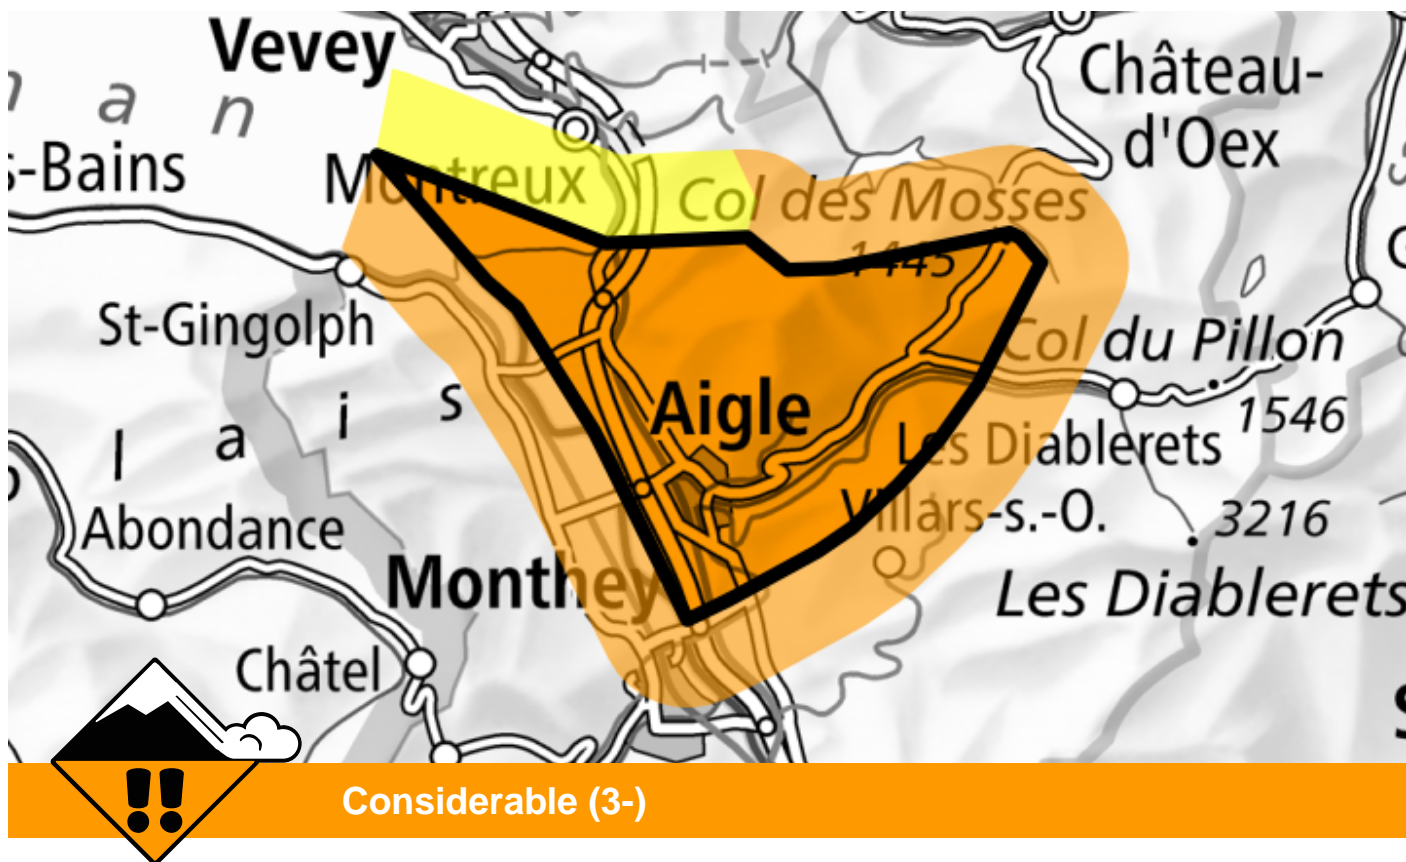 Vevey
Château-
d'Oex
n a n
s-Bains
Montreux
Col des Mosses
1445
St-Gingolph
Col du Pillon
1546
l a i s
Aigle
Les Diablerets
Villars-s.-O.
3216
Abondance
Monthey
Les Diablerets
Châtel
Considerable (3-)